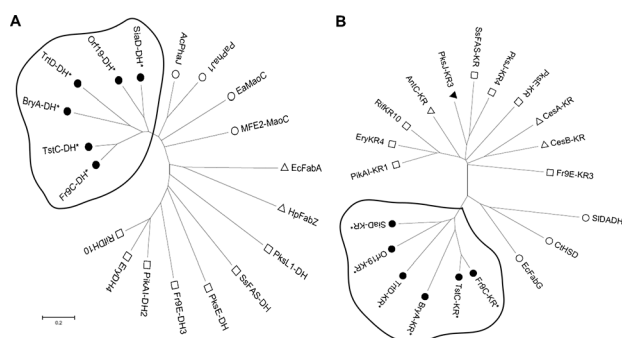 A
SlaD-DH*
Orf19-DH*
TrtD-DH*
BryA-DH*
TstC-DH*
Fr9C-DH*
AcPhaJ
PaPhaJ1
EaMaoC
MFE2-MaoC
EcFabA
HpFabZ
PksL1-DH
SsFAS-DH
PksE-DH
Fr9E-DH3
PikAI-DH2
EryDH4
RifDH10
0.2
B
SsFAS-KR
PksJ-KR3
PksJ-KR4
PksE-KR
AntC-KR
RifKR10
EryKR4
PikAI-KR1
CesA-KR
CesB-KR
Fr9E-KR3
SlDADH
CtHSD
EcFabG
Fr9C-KR*
TstC-KR*
BryA-KR*
TrtD-KR*
Orf19-KR*
SlaD-KR*